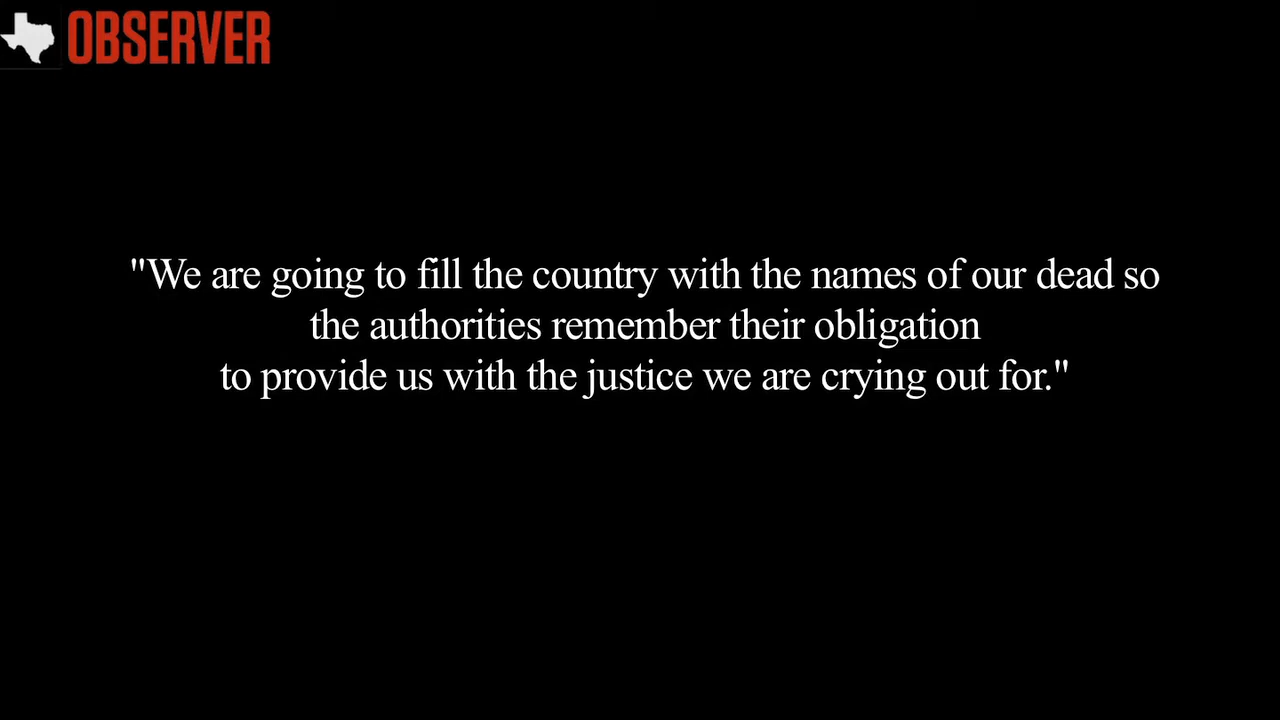 OBSERVER
"We are going to fill the country with the names of our dead so
the authorities remember their obligation
to provide us with the justice we are crying out for."